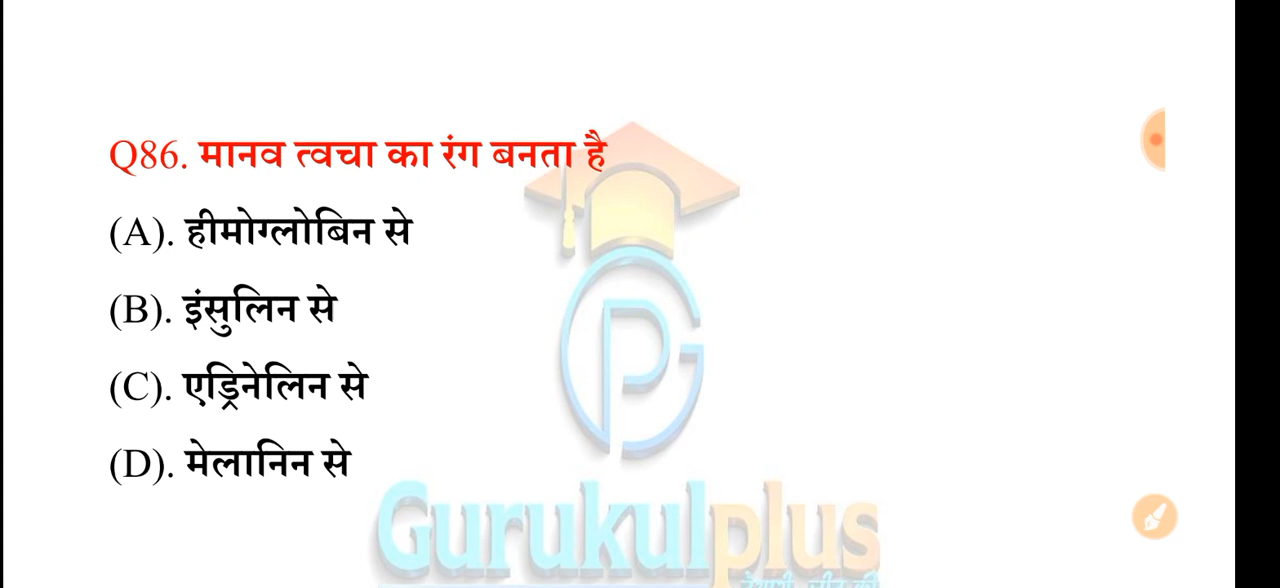 Q86. मानव त्वचा का रंग बनता है
(A). हीमोग्लोबिन से
(B). इंसुलिन से
(C). एड्रिनेलिन से
(D). मेलानिन से
Gurukulplus